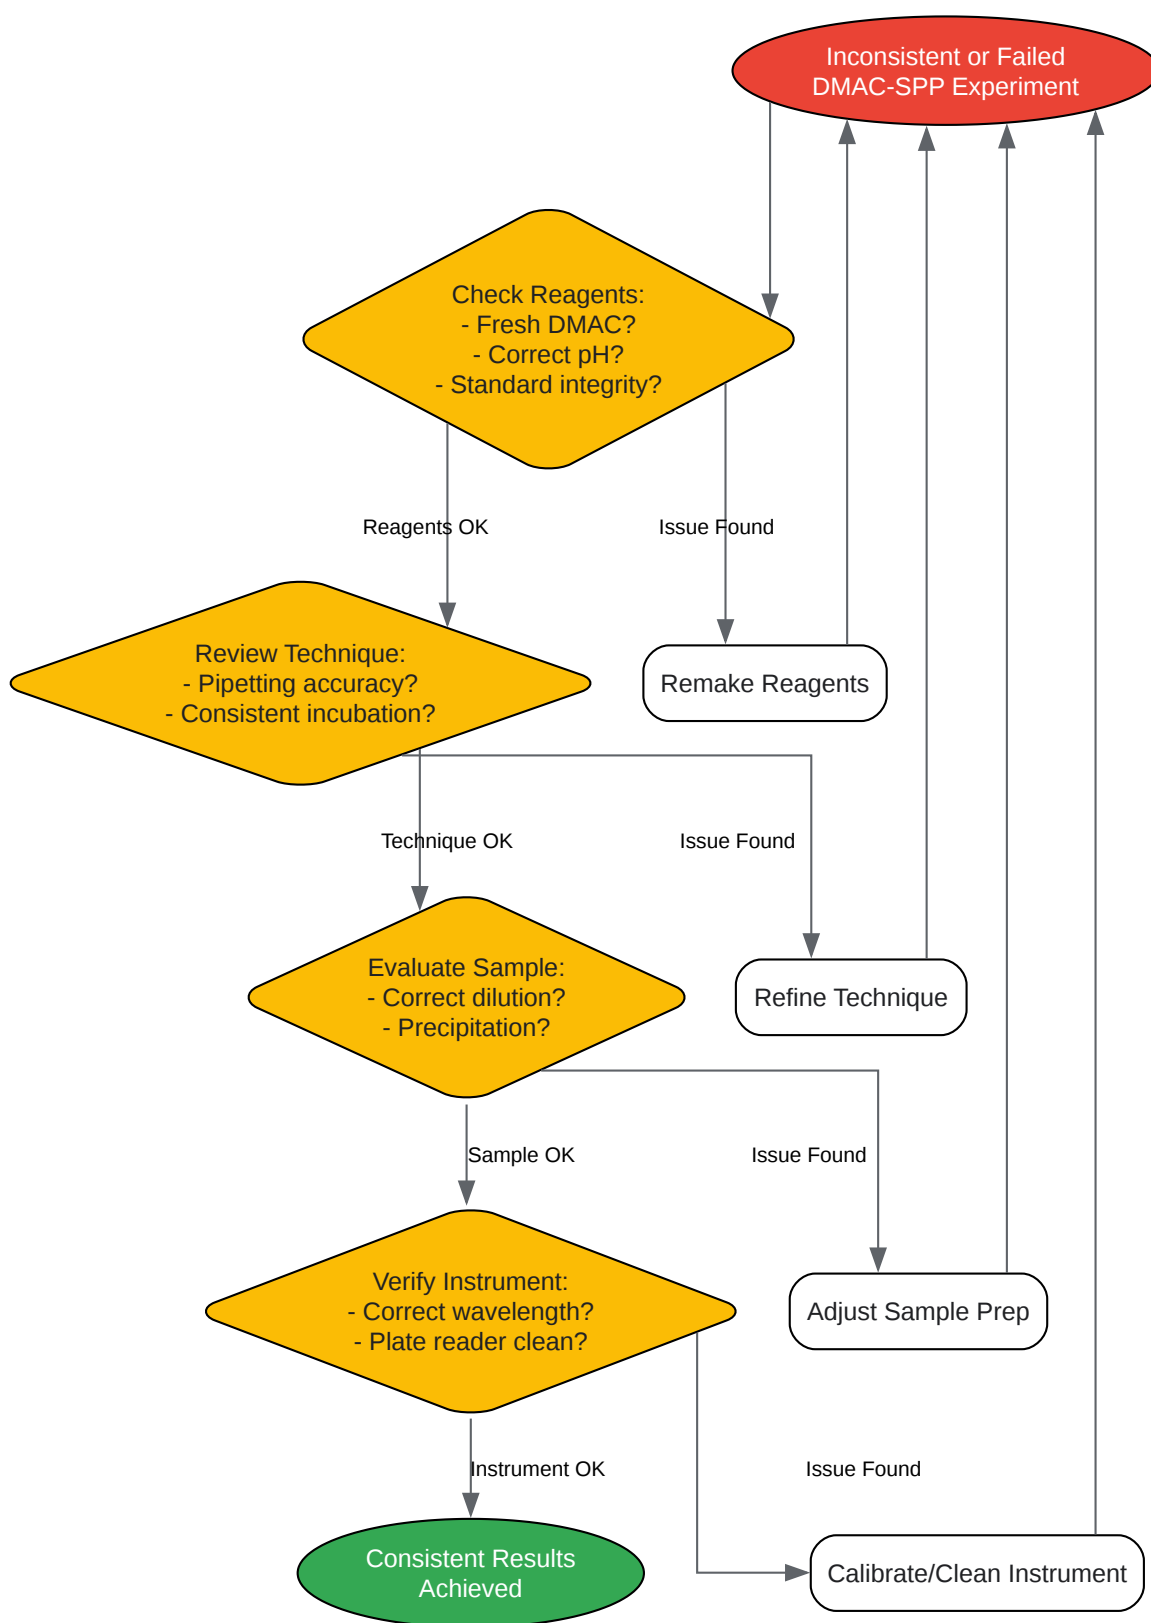 Inconsistent or Failed
DMAC-SPP Experiment
Check Reagents:
- Fresh DMAC?
- Correct pH?
- Standard integrity?
Reagents OK
Issue Found
Review Technique:
- Pipetting accuracy?
- Consistent incubation?
Remake Reagents
Technique OK
Issue Found
Evaluate Sample:
- Correct dilution?
- Precipitation?
Refine Technique
Sample OK
Issue Found
Verify Instrument:
- Correct wavelength?
- Plate reader clean?
Adjust Sample Prep
Instrument OK
Issue Found
Consistent Results
Achieved
Calibrate/Clean Instrument